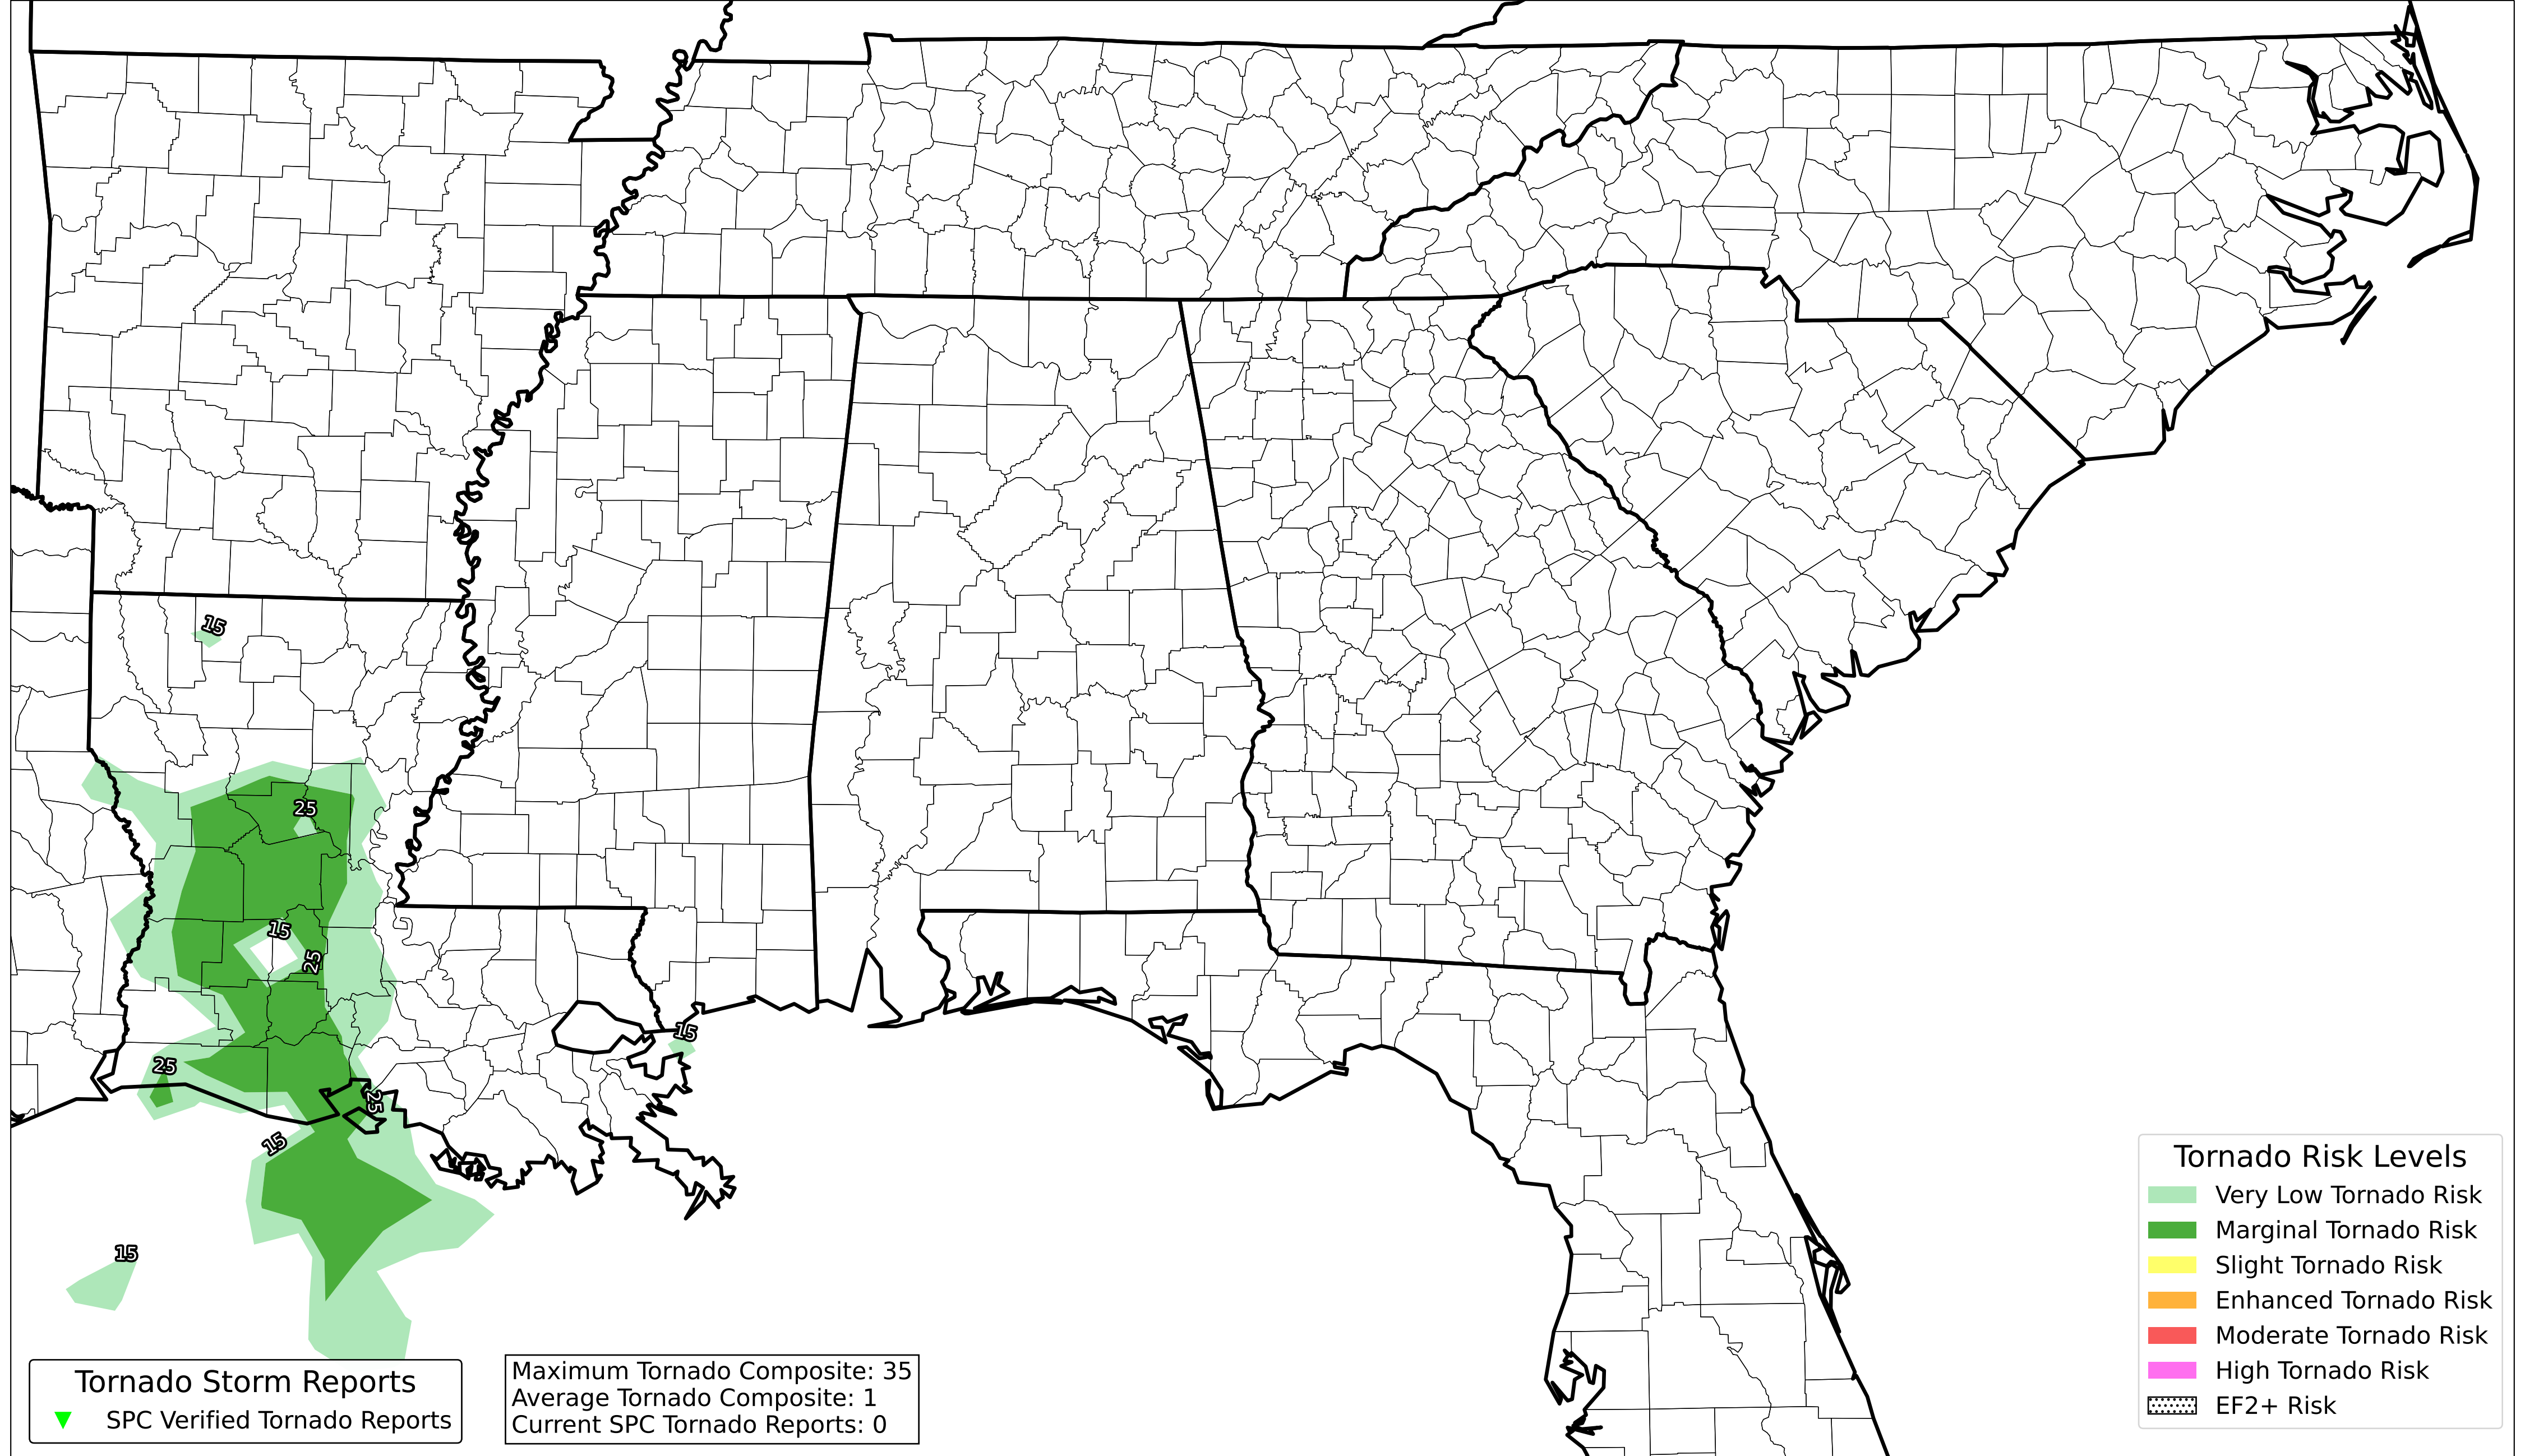 15
25
15
25
15
25
25
15
15
Tornado Risk Levels
Very Low Tornado Risk
Marginal Tornado Risk
Slight Tornado Risk
Enhanced Tornado Risk
Moderate Tornado Risk
High Tornado Risk
EF2+ Risk
Tornado Storm Reports
SPC Verified Tornado Reports
Maximum Tornado Composite: 35
Average Tornado Composite: 1
Current SPC Tornado Reports: 0